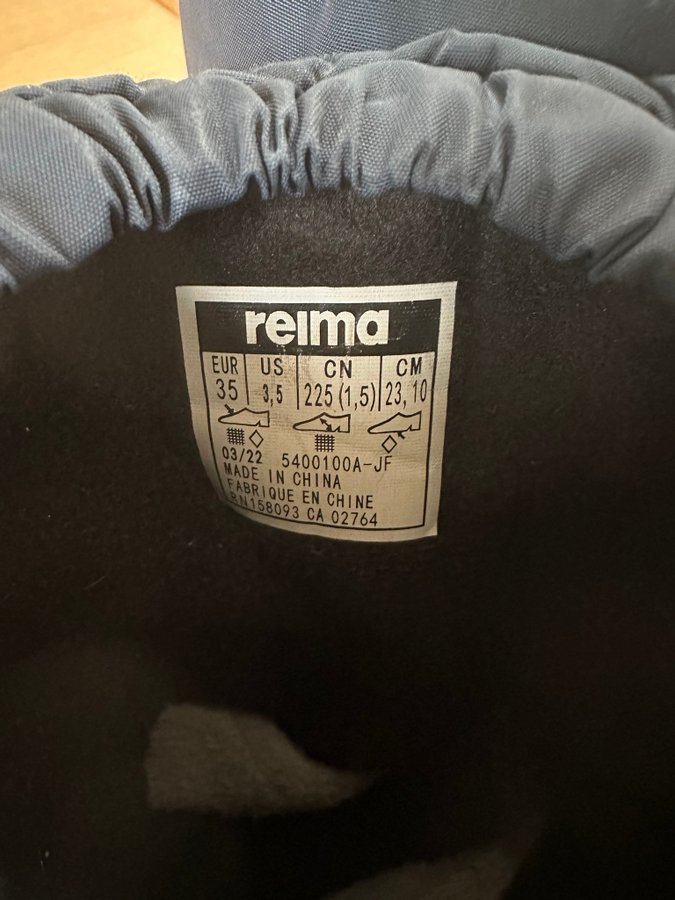 reima
EUR US CN CM
35 3,5 225 (1,5) 23,10
03/22 5400100A-JF
MADE IN CHINA
FABRIQUE EN CHINE
RN158093 CA 02764